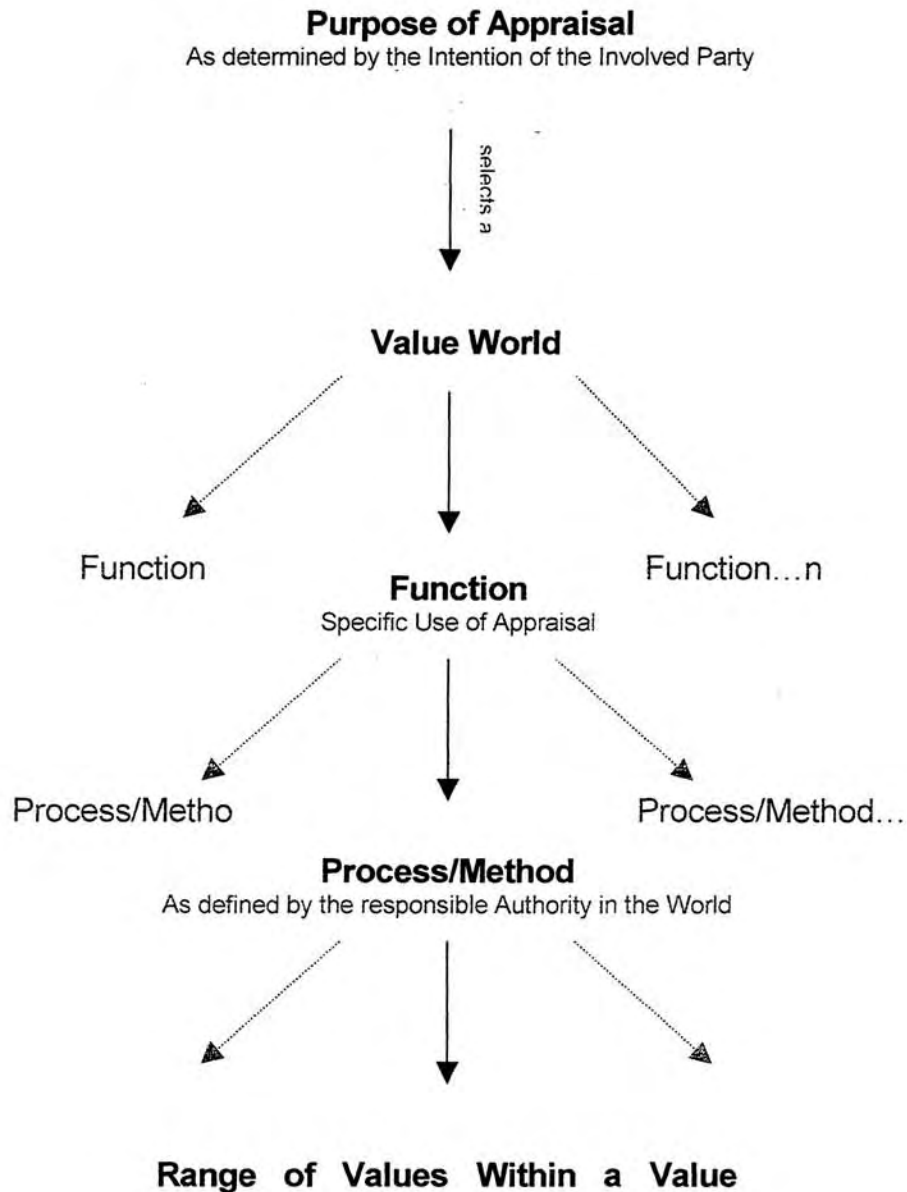 Purpose of Appraisal
As determined by the Intention of the Involved Party
selects a
Value World
Function
Function...n
Function
Specific Use of Appraisal
Process/Metho
Process/Method...
Process/Method
As defined by the responsible Authority in the World
Range of Values Within a Value